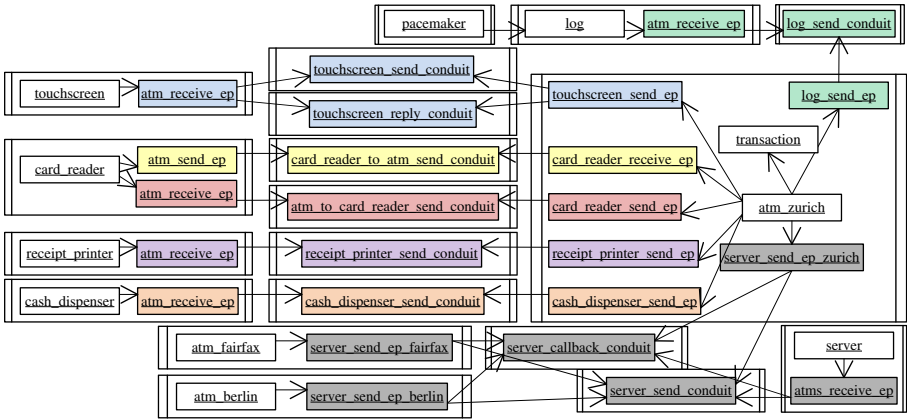 pacemaker log atm_receive_ep log_send_conduit
touchscreen_send_conduit
touchscreen atm_receive_ep touchscreen_send_ep log_send_ep
touchscreen_reply_conduit
transaction
atm_send_ep card_reader_to_atm_send_conduit card_reader_receive_ep
card_reader
atm_receive_ep atm_to_card_reader_send_conduit card_reader_send_ep atm_zurich
receipt_printer atm_receive_ep receipt_printer_send_conduit receipt_printer_send_ep server_send_ep_zurich
cash_dispenser atm_receive_ep cash_dispenser_send_conduit cash_dispenser_send_ep
atm_fairfax server_send_ep_fairfax server_callback_conduit server
atm_berlin server_send_ep_berlin server_send_conduit atms_receive_ep